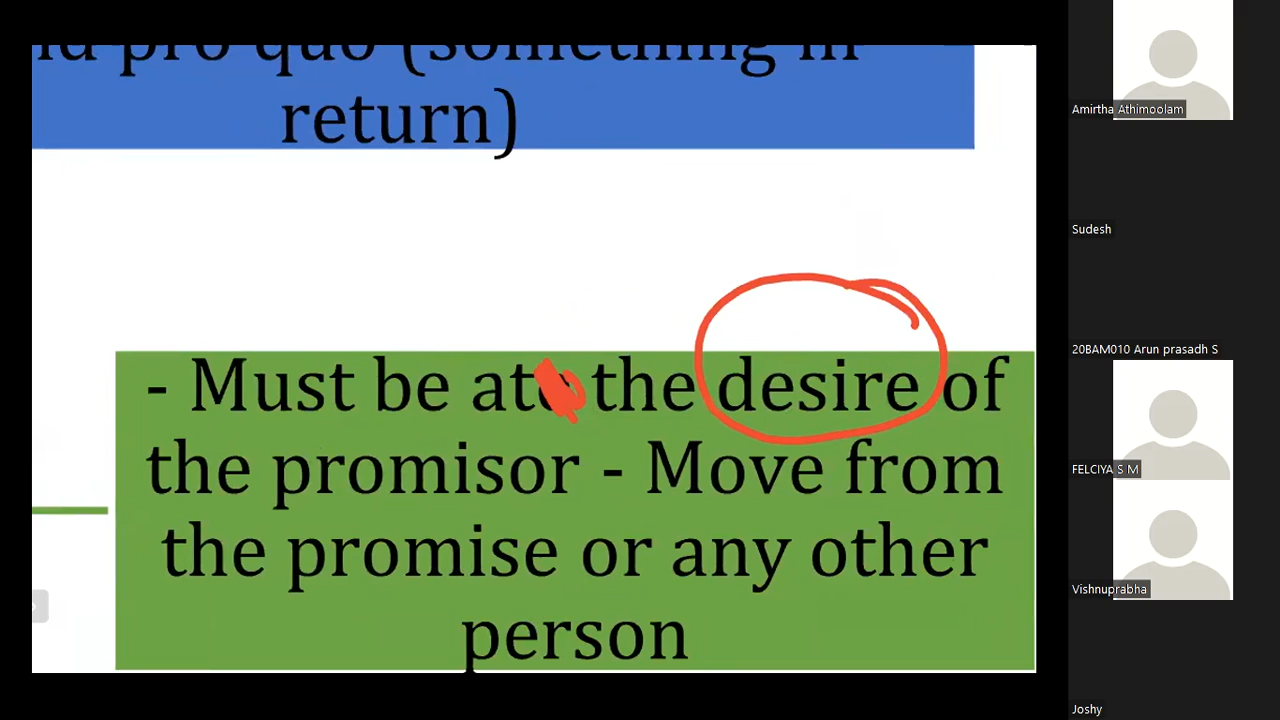 pro quo (something in
return)
- Must be ate the desire of
the promisor - Move from
the promise or any other
person
Amirtha Athimoolam
Sudesh
20BAM010 Arun prasadh S
FELCIYA S M
Vishnuprabha
Joshy